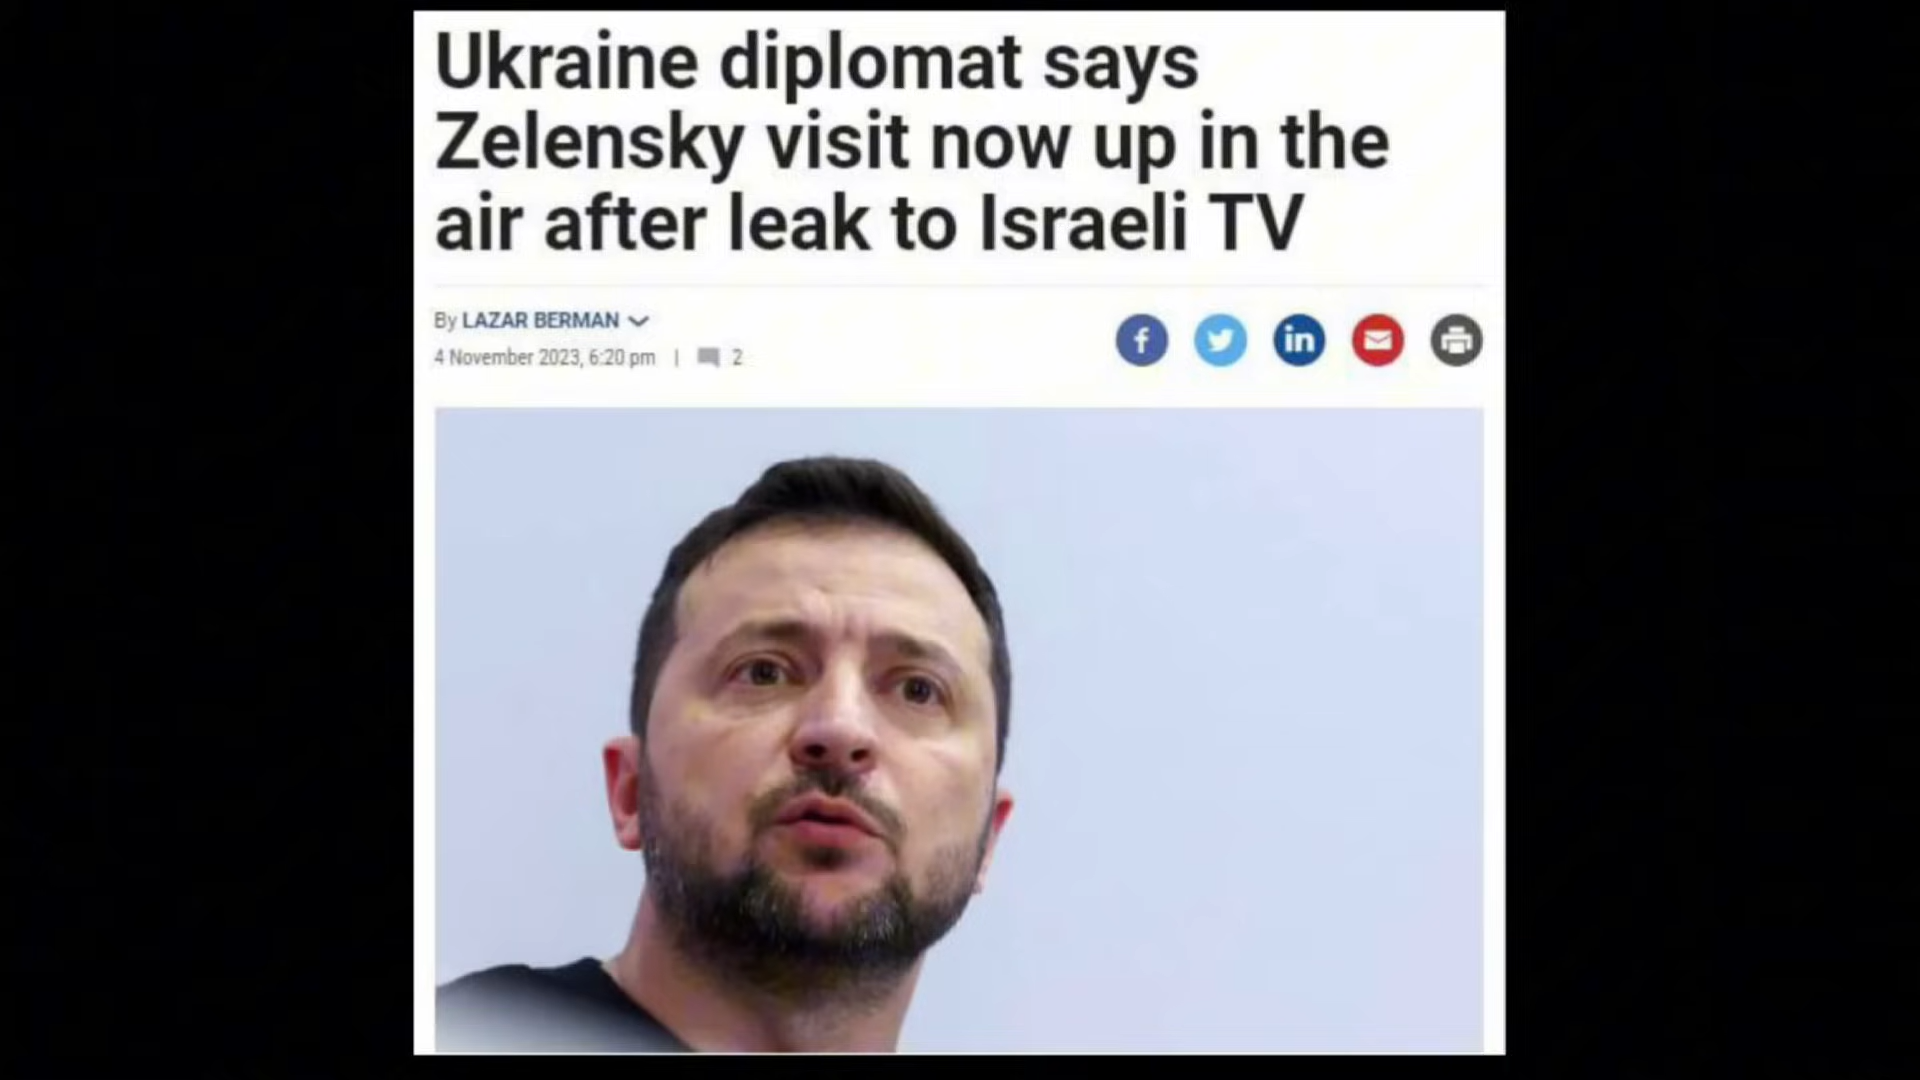 Ukraine diplomat says
Zelensky visit now up in the
air after leak to Israeli TV
By LAZAR BERMAN
4 November 2023, 6:20 pm | 2
f
in